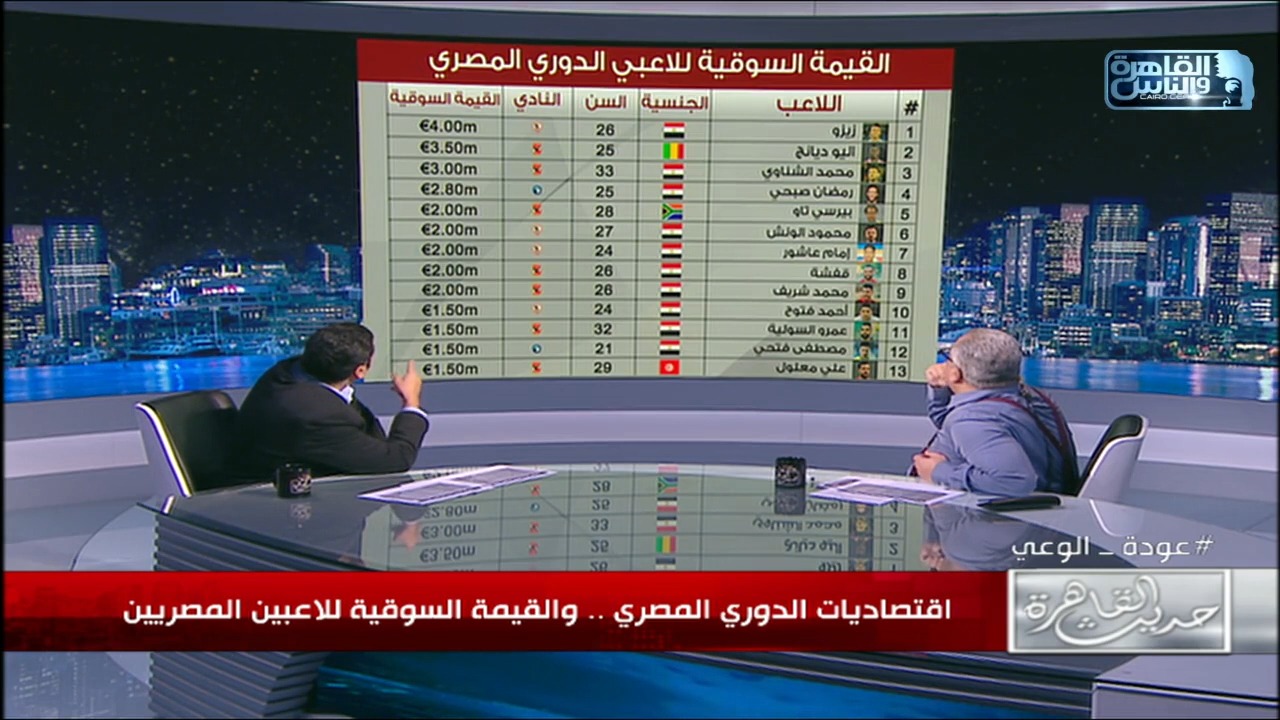 القيمة السوقية للاعبي الدوري المصري
القاهرة
والناس
# اللاعب الجنسية السن النادي القيمة السوقية
1 زيزو 26 €4.00m
2 اليو ديانج 25 €3.50m
3 محمد الشناوي 33 €3.00m
4 رمضان صبحي 25 €2.80m
5 بيرسي تاو 28 €2.00m
6 محمود الونش 27 €2.00m
7 إمام عاشور 24 €2.00m
8 قفشة 26 €2.00m
9 محمد شريف 26 €2.00m
10 احمد فتوح 24 €1.50m
11 عمرو السولية 32 €1.50m
12 مصطفى فتحي 21 €1.50m
13 علي معلول 29 €1.50m
#عودة_الوعي
حديث القاهرة
اقتصاديات الدوري المصري .. والقيمة السوقية للاعبين المصريين